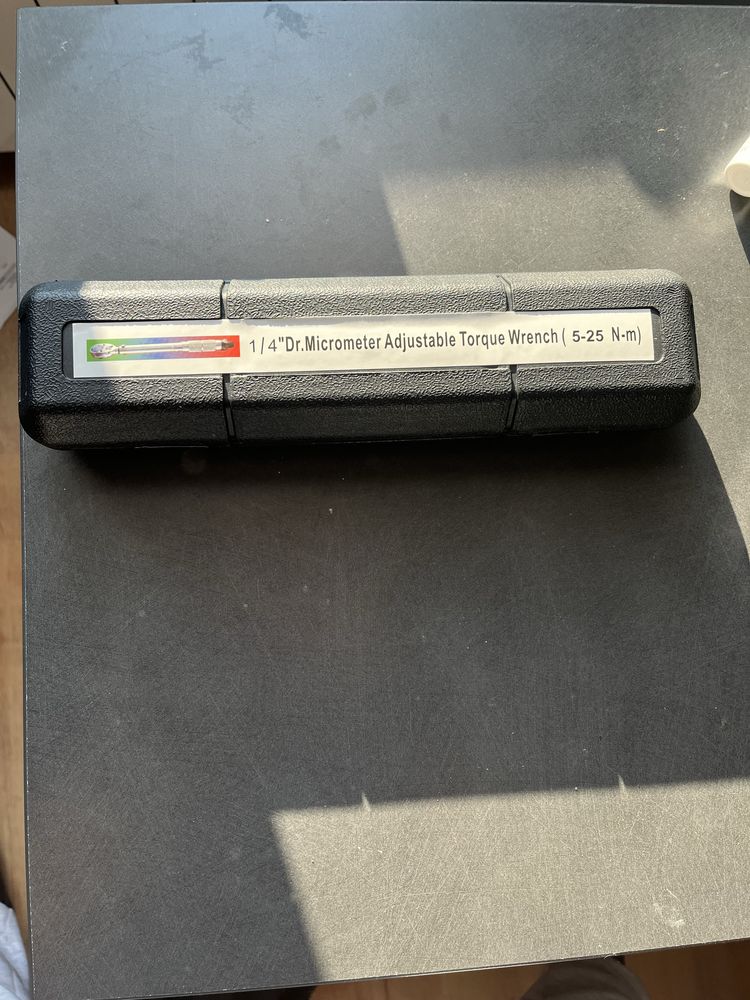 1/4"Dr.Micrometer Adjustable Torque Wrench ( 5-25 N-m)